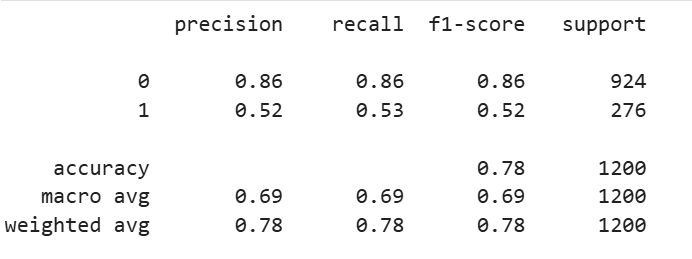 precision recall f1-score support
0 0.86 0.86 0.86 924
1 0.52 0.53 0.52 276
accuracy 0.78 1200
macro avg 0.69 0.69 0.69 1200
weighted avg 0.78 0.78 0.78 1200